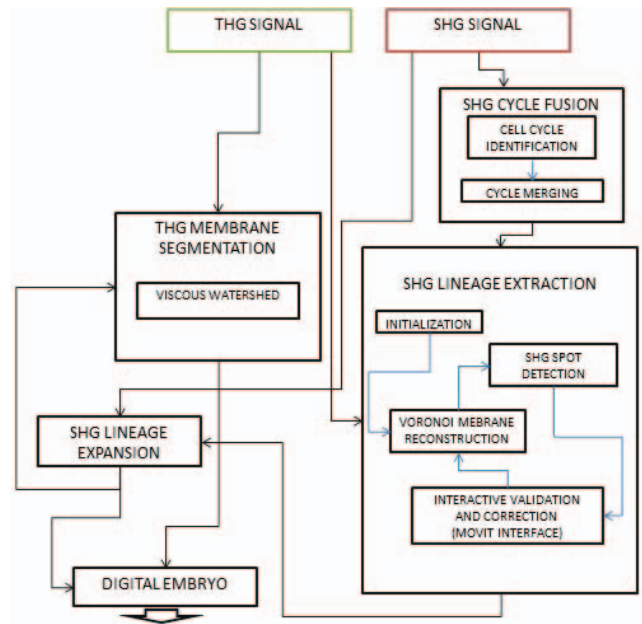 THG SIGNAL
SHG SIGNAL
SHG CYCLE FUSION
CELL CYCLE
IDENTIFICATION
CYCLE MERGING
THG MEMBRANE
SEGMENTATION
VISCOUS WATERSHED
SHG LINEAGE EXTRACTION
INITIALIZATION
SHG SPOT
DETECTION
VORONOI MEBRANE
RECONSTRUCTION
SHG LINEAGE
EXPANSION
INTERACTIVE VALIDATION
AND CORRECTION
(MOVIT INTERFACE)
DIGITAL EMBRYO